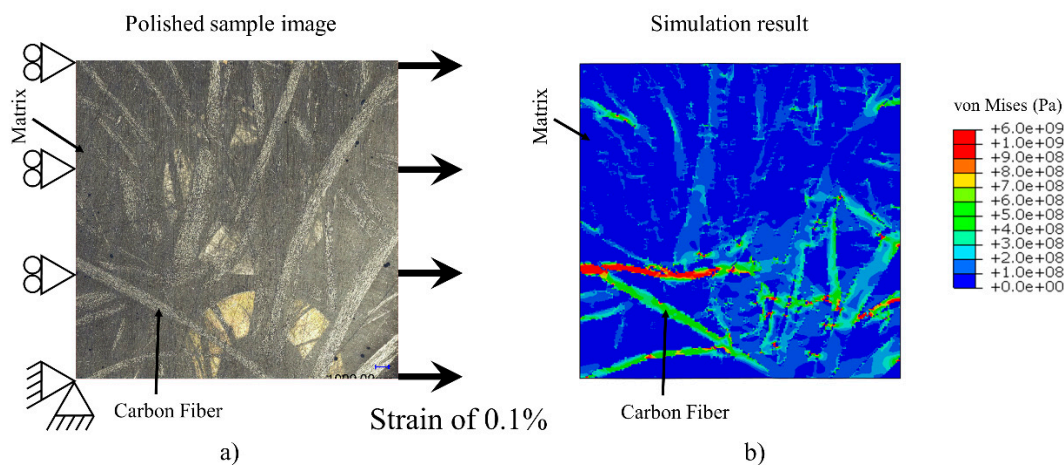 Polished sample image
Simulation result
Matrix
Matrix
von Mises (Pa)
+6.0e+09
+1.0e+09
+9.0e+08
+8.0e+08
+7.0e+08
+6.0e+08
+5.0e+08
+4.0e+08
+3.0e+08
+2.0e+08
+1.0e+08
+0.0e+00
Carbon Fiber
Carbon Fiber
Strain of 0.1%
a)
b)